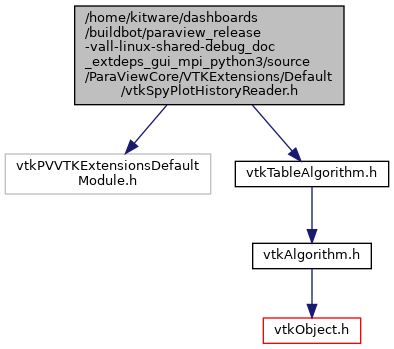 /home/kitware/dashboards
/buildbot/paraview_release
-vall-linux-shared-debug_doc
_extdeps_gui_mpi_python3/source
/ParaViewCore/VTKExtensions/Default
/vtkSpyPlotHistoryReader.h
vtkPVVTKExtensionsDefault
Module.h
vtkTableAlgorithm.h
vtkAlgorithm.h
vtkObject.h